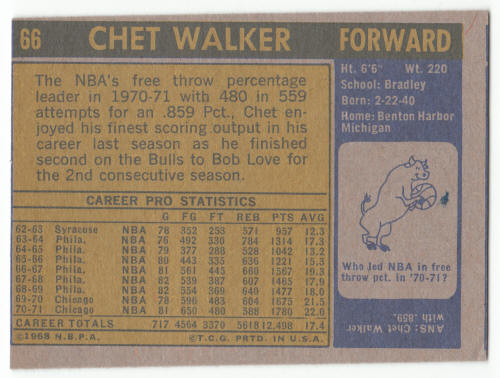 66 CHET WALKER FORWARD
The NBA's free throw percentage
leader in 1970-71 with 480 in 559
attempts for an .859 Pct., Chet en-
joyed his finest scoring output in his
career last season as he finished
second on the Bulls to Bob Love for
the 2nd consecutive season.
Ht. 6'6" Wt. 220
School: Bradley
Born: 2-22-40
Home: Benton Harbor
Michigan
CAREER PRO STATISTICS
G FG FT REB PTS AVG
62-63 Syracuse NBA 78 352 253 571 957 12.3
63-64 Phila. NBA 76 492 330 784 1314 17.3
64-65 Phila. NBA 79 377 288 528 1042 13.2
65-66 Phila. NBA 80 443 335 636 1221 15.3
66-67 Phila. NBA 81 561 445 660 1567 19.3
67-68 Phila. NBA 82 539 387 607 1465 17.9
68-69 Phila. NBA 82 554 369 640 1477 18.0
69-70 Chicago NBA 78 596 483 604 1675 21.5
70-71 Chicago NBA 81 650 480 588 1780 22.0
CAREER TOTALS 717 4564 3370 5618 12,498 17.4
©1968 N.B.P.A. ©T.C.G. PRTD. IN U.S.A.
Who led NBA in free
throw pct. in '70-71?
ANS: Chet Walker
with .859.